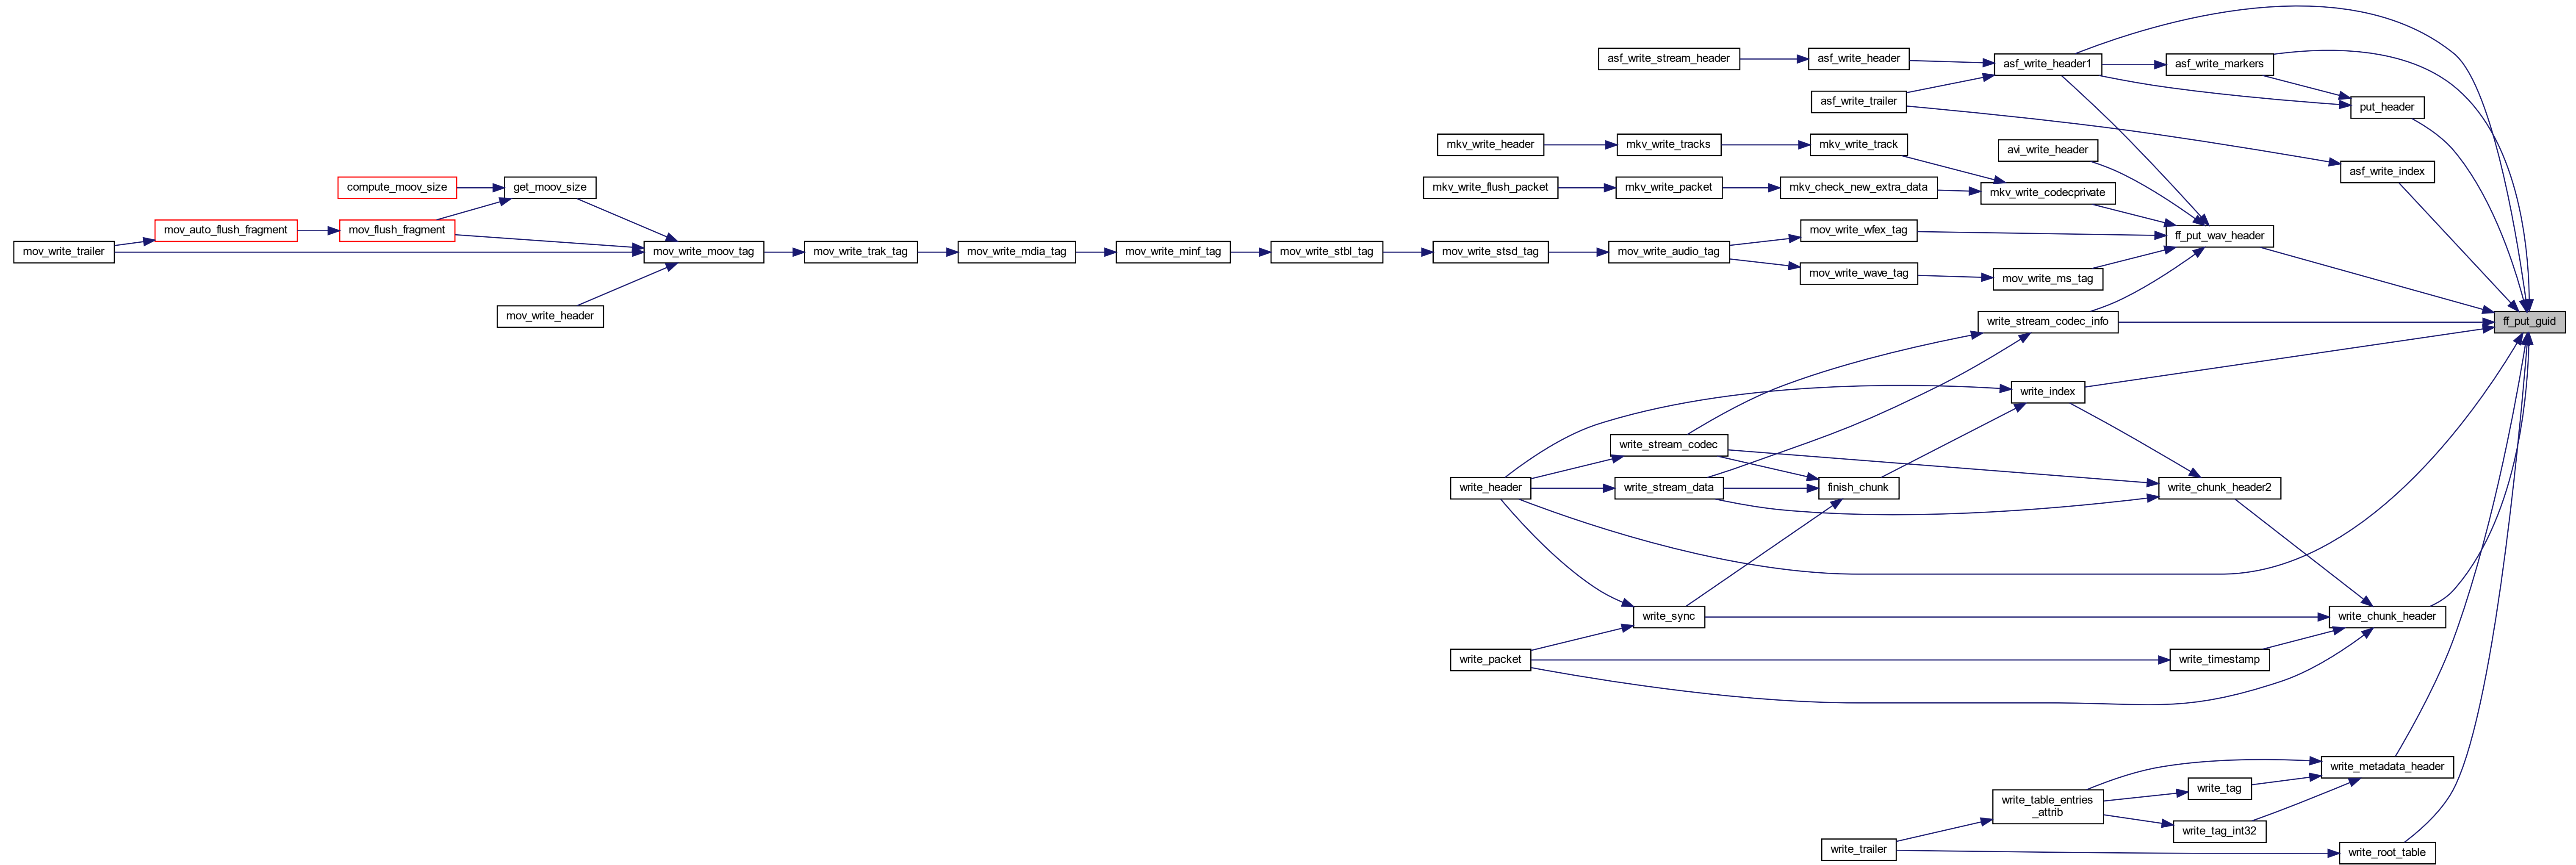 asf_write_stream_header
asf_write_header
asf_write_header1
asf_write_markers
asf_write_trailer
put_header
mkv_write_header
mkv_write_tracks
mkv_write_track
avi_write_header
asf_write_index
compute_moov_size
get_moov_size
mkv_write_flush_packet
mkv_write_packet
mkv_check_new_extra_data
mkv_write_codecprivate
mov_auto_flush_fragment
mov_flush_fragment
mov_write_wfex_tag
ff_put_wav_header
mov_write_trailer
mov_write_moov_tag
mov_write_trak_tag
mov_write_mdia_tag
mov_write_minf_tag
mov_write_stbl_tag
mov_write_stsd_tag
mov_write_audio_tag
mov_write_wave_tag
mov_write_ms_tag
mov_write_header
write_stream_codec_info
ff_put_guid
write_index
write_stream_codec
write_header
write_stream_data
finish_chunk
write_chunk_header2
write_sync
write_chunk_header
write_packet
write_timestamp
write_metadata_header
write_tag
write_table_entries
_attrib
write_tag_int32
write_trailer
write_root_table